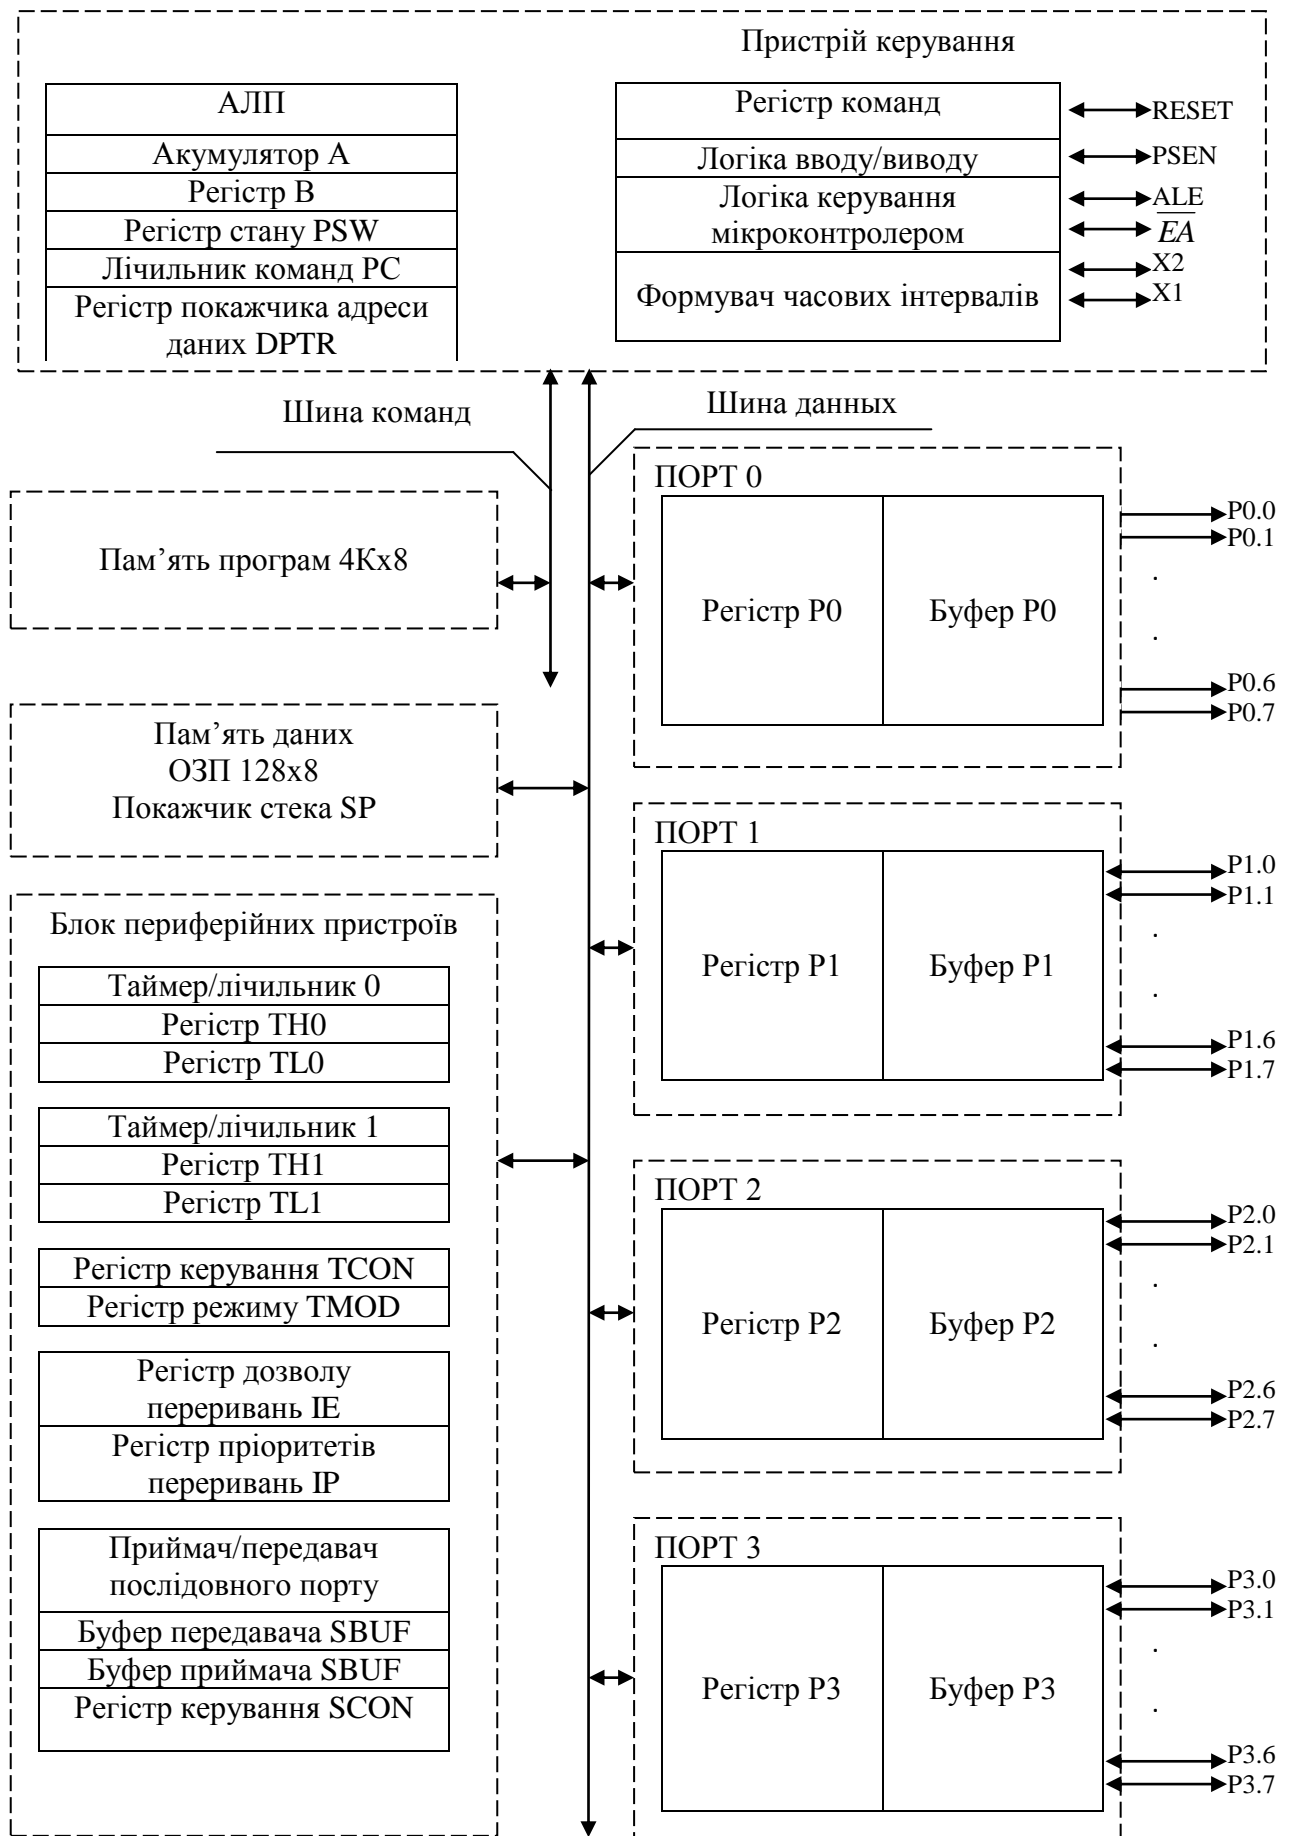 Пристрій керування
АЛП
Акумулятор А
Регістр В
Регістр стану PSW
Лічильник команд PC
Регістр покажчика адреси
даних DPTR
Регістр команд
Логіка вводу/виводу
Логіка керування
мікроконтролером
Формувач часових інтервалів
RESET
PSEN
ALE
E̅A̅
X2
X1
Шина команд
Шина данных
Пам’ять програм 4Кх8
Пам’ять даних
ОЗП 128х8
Покажчик стека SP
Блок периферійних пристроїв
Таймер/лічильник 0
Регістр TH0
Регістр TL0
Таймер/лічильник 1
Регістр TH1
Регістр TL1
Регістр керування TCON
Регістр режиму TMOD
Регістр дозволу
переривань IE
Регістр пріоритетів
переривань IP
Приймач/передавач
послідовного порту
Буфер передавача SBUF
Буфер приймача SBUF
Регістр керування SCON
ПОРТ 0
Регістр Р0
Буфер Р0
P0.0
P0.1
.
.
P0.6
P0.7
ПОРТ 1
Регістр Р1
Буфер Р1
P1.0
P1.1
.
.
P1.6
P1.7
ПОРТ 2
Регістр Р2
Буфер Р2
P2.0
P2.1
.
.
P2.6
P2.7
ПОРТ 3
Регістр Р3
Буфер Р3
P3.0
P3.1
.
.
P3.6
P3.7